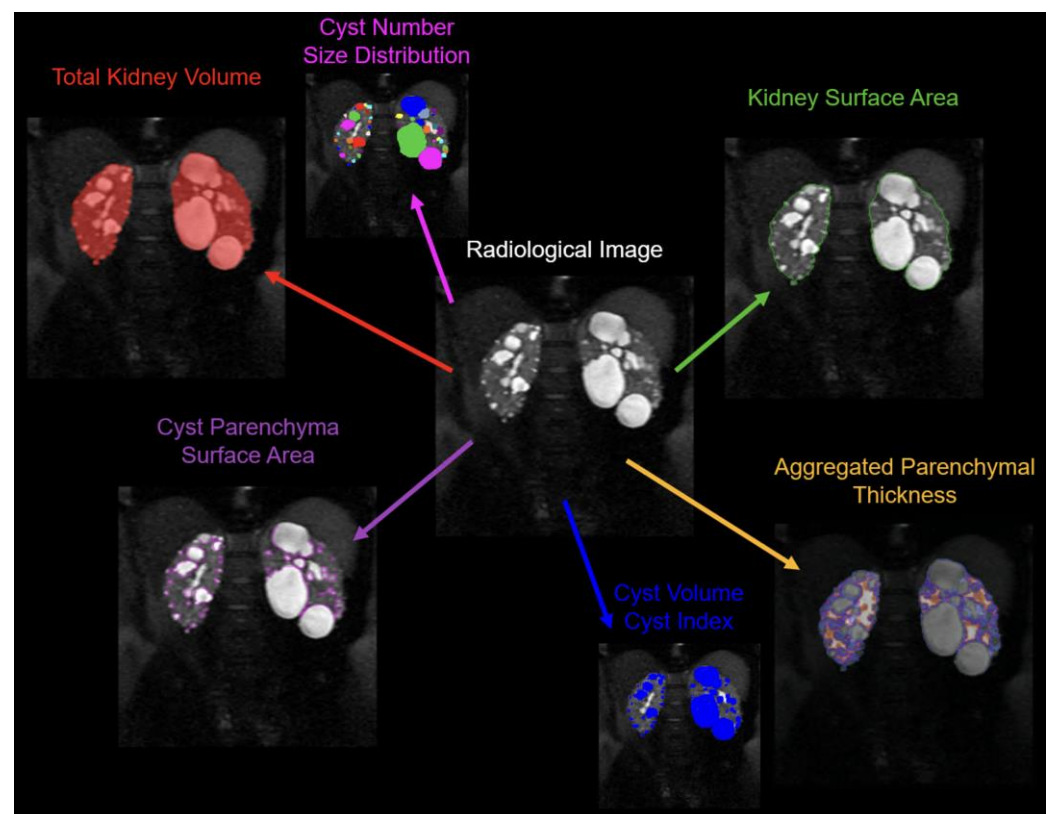 Cyst Number
Size Distribution
Total Kidney Volume
Kidney Surface Area
Radiological Image
Cyst Parenchyma
Surface Area
Aggregated Parenchymal
Thickness
Cyst Volume
Cyst Index